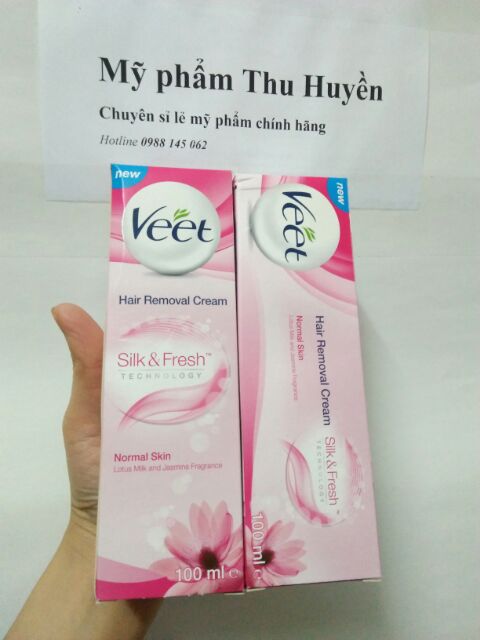 Mỹ phẩm Thu Huyền
Chuyên sỉ lẻ mỹ phẩm chính hãng
Hotline 0988 145 062
new
Veet
Hair Removal Cream
Silk & Fresh™
TECHNOLOGY
Normal Skin
Lotus Milk and Jasmine Fragrance
100 ml ℮
new
Veet
Hair Removal Cream
Normal Skin
Lotus Milk and Jasmine Fragrance
Silk & Fresh™
TECHNOLOGY
100 ml ℮